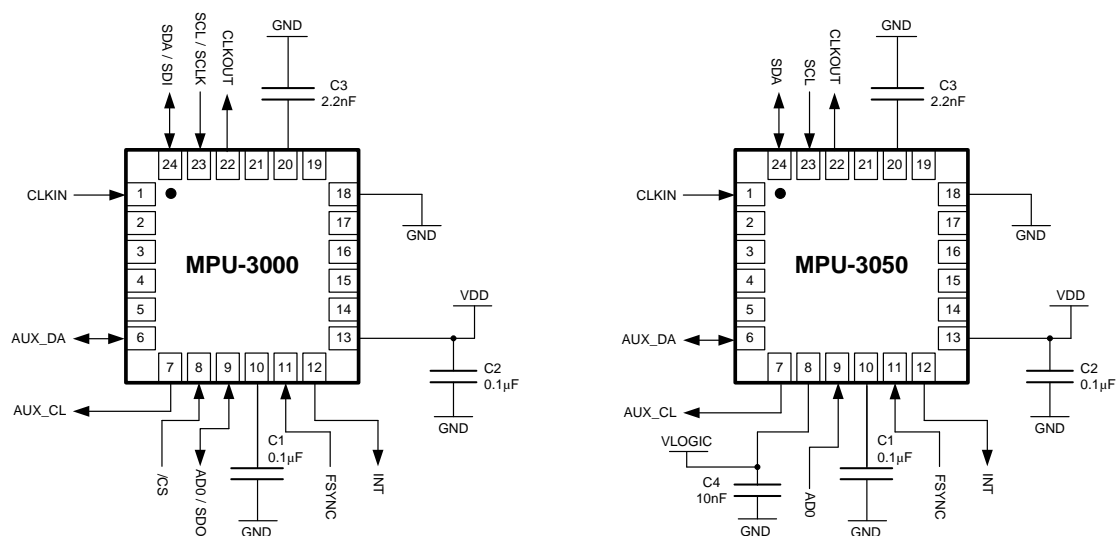 GND
SDA / SDI
SCL / SCLK
CLKOUT
C3
2.2nF
24 23 22 21 20 19
CLKIN
1
2
3
4
5
6
18
17
16
15
14
13
GND
MPU-3000
VDD
AUX_DA
C2
0.1µF
7 8 9 10 11 12
GND
AUX_CL
/CS
AD0 / SDO
C1
0.1µF
GND
FSYNC
INT
GND
SDA
SCL
CLKOUT
C3
2.2nF
24 23 22 21 20 19
CLKIN
1
2
3
4
5
6
18
17
16
15
14
13
GND
MPU-3050
VDD
AUX_DA
C2
0.1µF
7 8 9 10 11 12
GND
AUX_CL
VLOGIC
C4
10nF
GND
AD0
C1
0.1µF
GND
FSYNC
INT